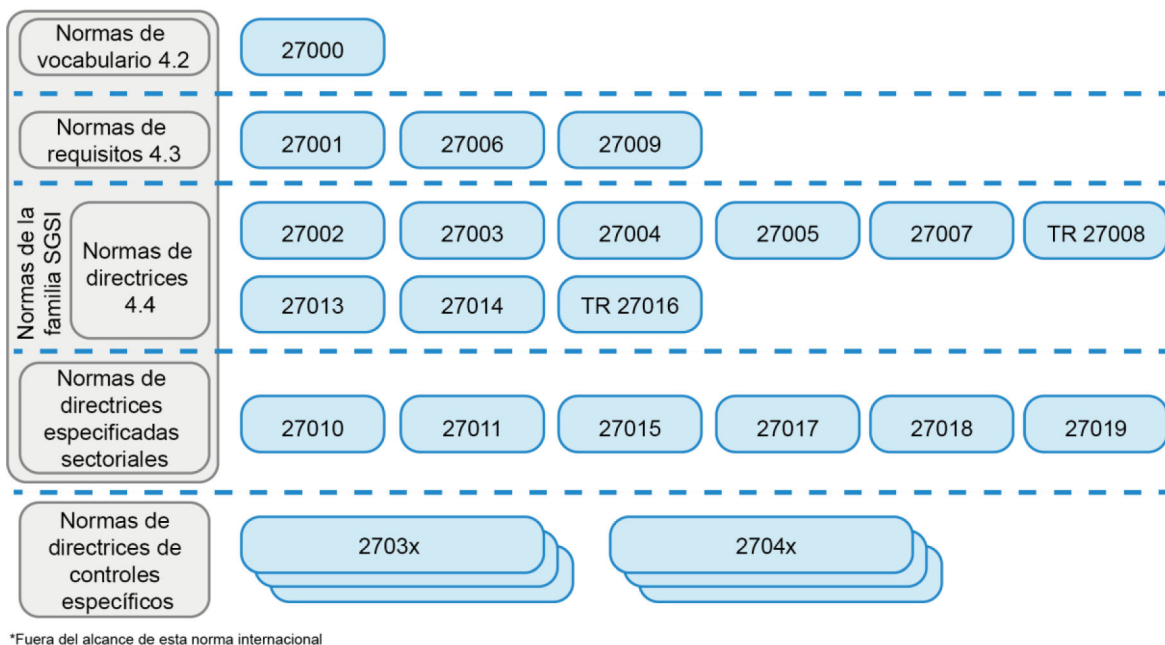 Normas de
vocabulario 4.2
27000
Normas de
requisitos 4.3
27001
27006
27009
Normas de la
familia SGSI
Normas de
directrices
4.4
27002
27003
27004
27005
27007
TR 27008
27013
27014
TR 27016
Normas de
directrices
especificadas
sectoriales
27010
27011
27015
27017
27018
27019
Normas de
directrices de
controles
específicos
2703x
2704x
*Fuera del alcance de esta norma internacional